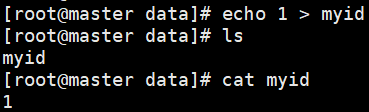 [root@master data]# echo 1 > myid
[root@master data]# ls
myid
[root@master data]# cat myid
1